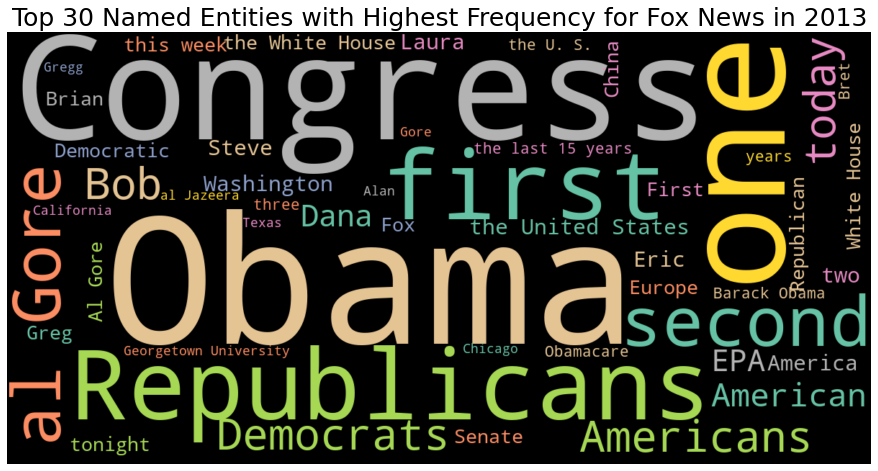 Top 30 Named Entities with Highest Frequency for Fox News in 2013
Congress
this week
the White House
Laura
the U. S.
China
one
today
Bret
Gregg
Brian
Gore
Democratic
Steve
the last 15 years
years
first
al Gore
Bob
al Jazeera
Washington
Alan
First
White House
Republican
California
three
Texas
Dana
Fox
the United States
Obama
Al Gore
Eric
two
Europe
Barack Obama
Greg
second
Georgetown University
Chicago
Obamacare
EPA
America
Republicans
American
tonight
Democrats
Senate
Americans